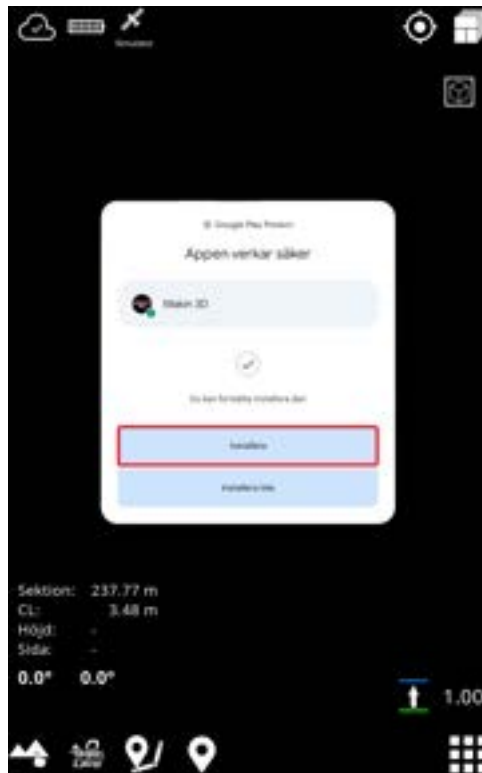 Simulator
Google Play Protect
Appen verkar säker
3D
Du kan fortsätta installera den
Installera
Installera inte
Sektion: 237.77 m
CL: 3.48 m
Höjd: -
Sida: -
0.0° 0.0°
1.00